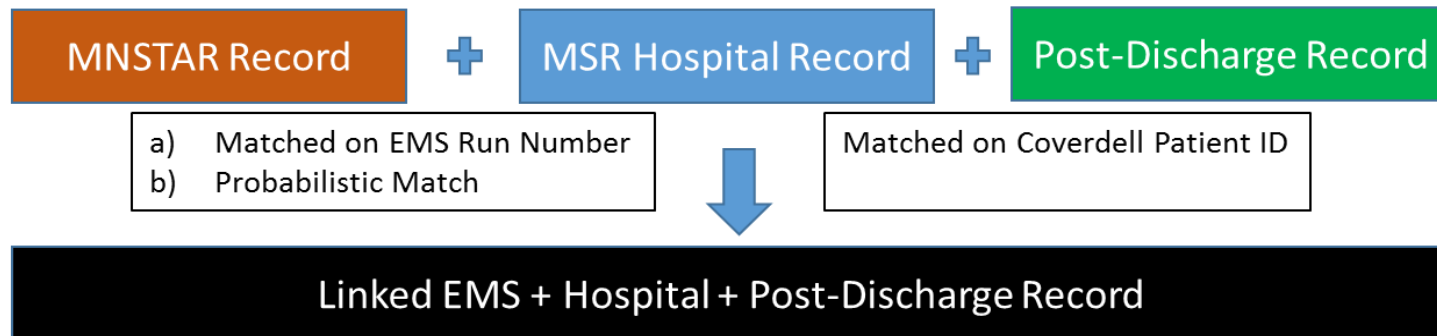 MNSTAR Record
MSR Hospital Record
Post-Discharge Record
a) Matched on EMS Run Number
b) Probabilistic Match
Matched on Coverdell Patient ID
Linked EMS + Hospital + Post-Discharge Record